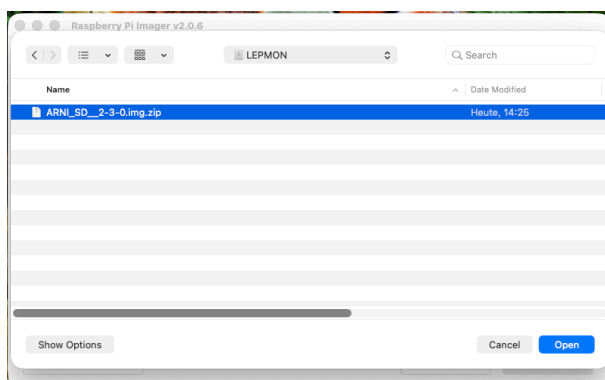 Raspberry Pi Imager v2.0.6
LEPMON
Search
Name
Date Modified
ARNI_SD__2-3-0.img.zip
Heute, 14:25
Show Options
Cancel
Open